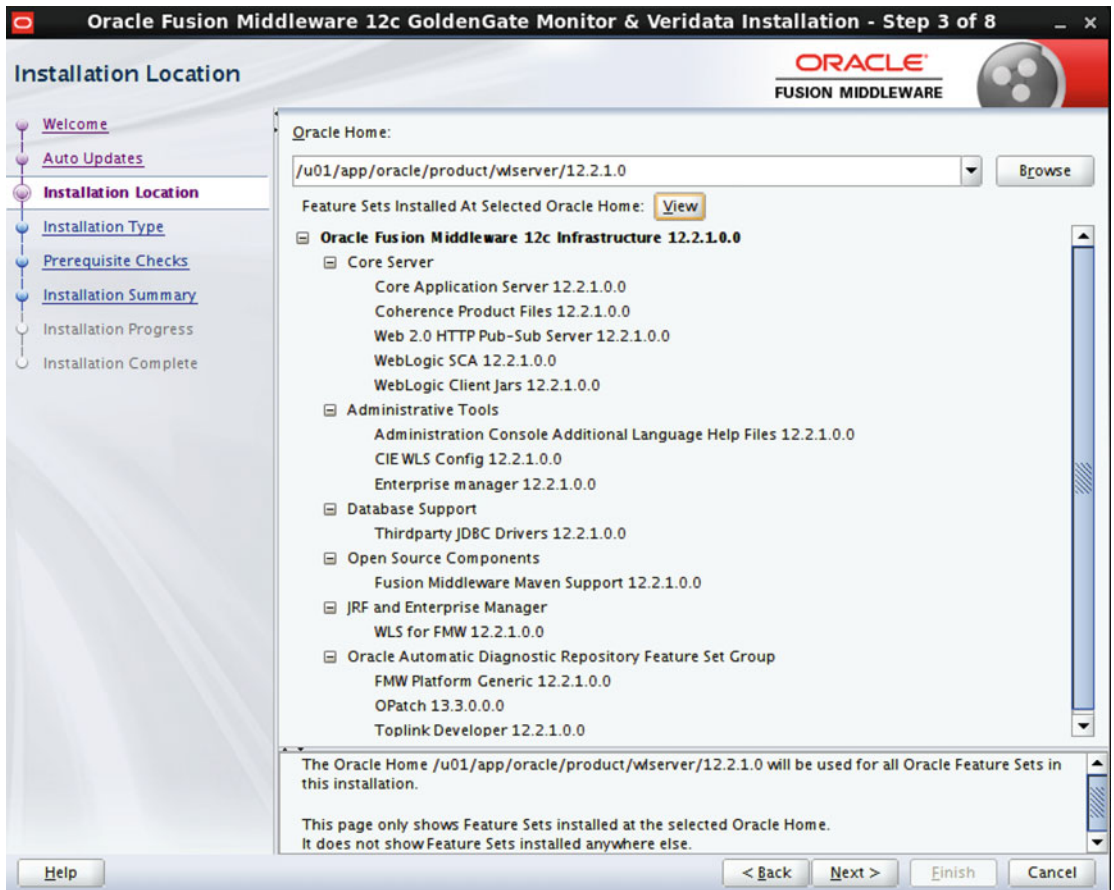 Oracle Fusion Middleware 12c GoldenGate Monitor & Veridata Installation - Step 3 of 8
Installation Location
ORACLE
FUSION MIDDLEWARE
Welcome
Auto Updates
Installation Location
Installation Type
Prerequisite Checks
Installation Summary
Installation Progress
Installation Complete
Oracle Home:
/u01/app/oracle/product/wlserver/12.2.1.0
Browse
Feature Sets Installed At Selected Oracle Home: View
Oracle Fusion Middleware 12c Infrastructure 12.2.1.0.0
Core Server
Core Application Server 12.2.1.0.0
Coherence Product Files 12.2.1.0.0
Web 2.0 HTTP Pub-Sub Server 12.2.1.0.0
WebLogic SCA 12.2.1.0.0
WebLogic Client Jars 12.2.1.0.0
Administrative Tools
Administration Console Additional Language Help Files 12.2.1.0.0
CIE WLS Config 12.2.1.0.0
Enterprise manager 12.2.1.0.0
Database Support
Thirdparty JDBC Drivers 12.2.1.0.0
Open Source Components
Fusion Middleware Maven Support 12.2.1.0.0
JRF and Enterprise Manager
WLS for FMW 12.2.1.0.0
Oracle Automatic Diagnostic Repository Feature Set Group
FMW Platform Generic 12.2.1.0.0
OPatch 13.3.0.0.0
Toplink Developer 12.2.1.0.0
The Oracle Home /u01/app/oracle/product/wlserver/12.2.1.0 will be used for all Oracle Feature Sets in
this installation.
This page only shows Feature Sets installed at the selected Oracle Home.
It does not show Feature Sets installed anywhere else.
Help
< Back
Next >
Finish
Cancel